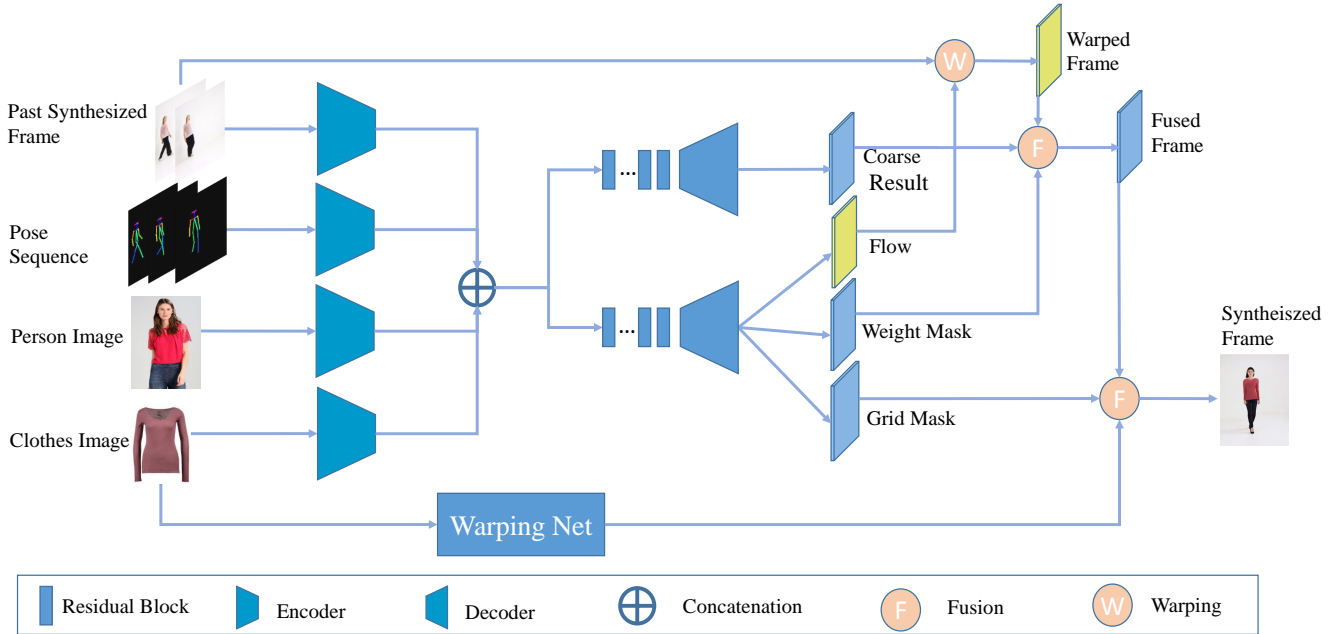 Warped
Frame
W
Past Synthesized
Frame
Fused
Frame
F
Coarse
Result
...
Pose
Sequence
Flow
Person Image
...
Weight Mask
Syntheiszed
Frame
F
Grid Mask
Clothes Image
Warping Net
Residual Block
Encoder
Decoder
Concatenation
F
Fusion
W
Warping